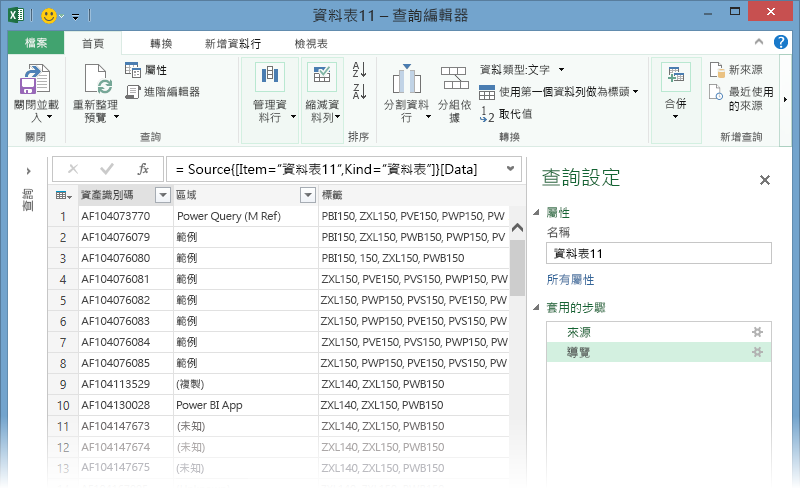 資料表11 – 查詢編輯器
檔案 首頁 轉換 新增資料行 檢視表
關閉並載入
關閉
重新整理預覽
屬性
進階編輯器
查詢
管理資料行
縮減資料列
排序
分割資料行
分組依據
資料類型:文字
使用第一個資料列做為標頭
取代值
轉換
合併
新來源
最近使用的來源
新增查詢
查詢
= Source{[Item="資料表11",Kind="資料表"]}[Data]
資產識別碼 區域 標籤
1 AF104073770 Power Query (M Ref) PBI150, ZXL150, PVE150, PWP150, PW
2 AF104076079 範例 PBI150, ZXL150, PWB150, PWP150, PV
3 AF104076080 範例 PBI150, 150, ZXL150, PWB150
4 AF104076081 範例 ZXL150, PVE150, PVS150, PWP150, PW
5 AF104076082 範例 ZXL150, PWP150, PVS150, PVE150, PW
6 AF104076083 範例 ZXL150, PWP150, PVE150, PVS150, PW
7 AF104076084 範例 ZXL150, PVE150, PVS150, PWP150, PW
8 AF104076085 範例 ZXL150, PWP150, PVE150, PVS150, PW
9 AF104113529 (複製) ZXL140, ZXL150, PWB150
10 AF104130028 Power BI App ZXL140, ZXL150, PWB150
11 AF104147673 (未知) ZXL140, ZXL150, PWB150
12 AF104147674 (未知) ZXL140, ZXL150, PWB150
13 AF104147675 (未知) ZXL140, ZXL150, PWB150
查詢設定
屬性
名稱
資料表11
所有屬性
套用的步驟
來源
導覽